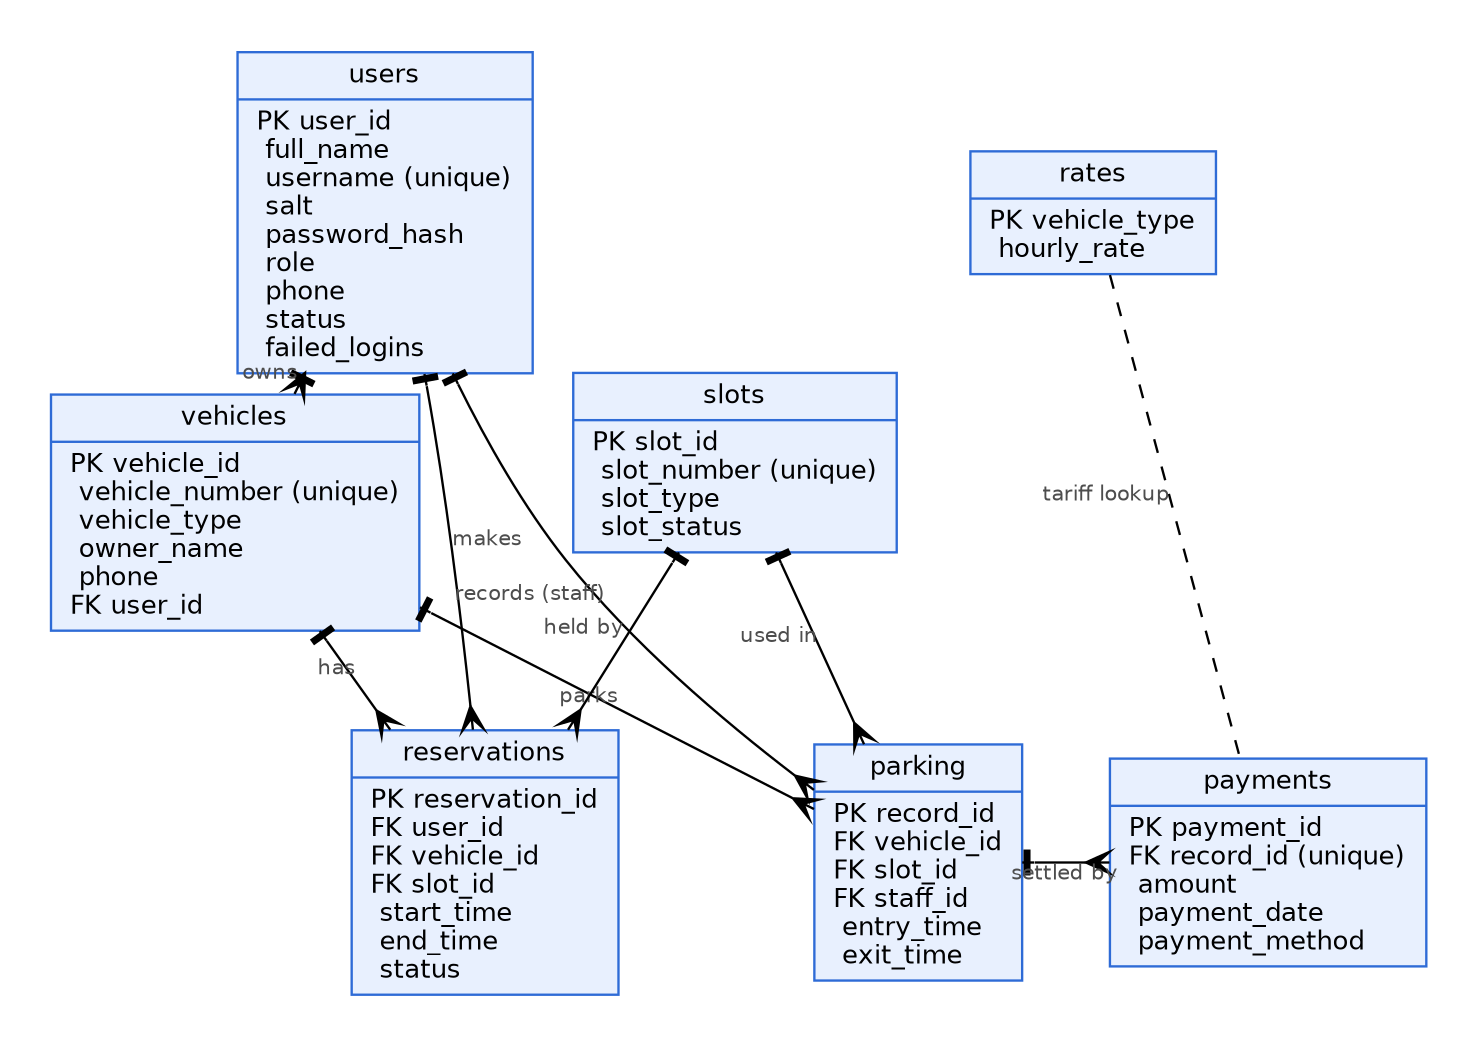 users
PK user_id
full_name
username (unique)
salt
password_hash
role
phone
status
failed_logins
rates
PK vehicle_type
hourly_rate
owns
vehicles
PK vehicle_id
vehicle_number (unique)
vehicle_type
owner_name
phone
FK user_id
slots
PK slot_id
slot_number (unique)
slot_type
slot_status
tariff lookup
makes
records (staff)
held by
used in
has
parks
reservations
PK reservation_id
FK user_id
FK vehicle_id
FK slot_id
start_time
end_time
status
parking
PK record_id
FK vehicle_id
FK slot_id
FK staff_id
entry_time
exit_time
settled by
payments
PK payment_id
FK record_id (unique)
amount
payment_date
payment_method